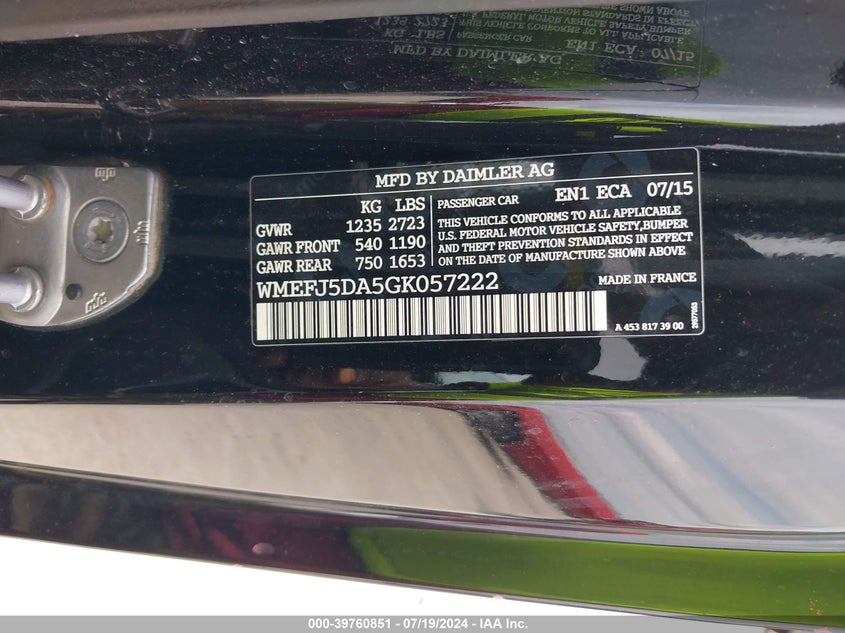 MFD BY DAIMLER AG
KG LBS
GVWR 1235 2723
GAWR FRONT 540 1190
GAWR REAR 750 1653
PASSENGER CAR EN1 ECA 07/15
THIS VEHICLE CONFORMS TO ALL APPLICABLE
U.S. FEDERAL MOTOR VEHICLE SAFETY,BUMPER
AND THEFT PREVENTION STANDARDS IN EFFECT
ON THE DATE OF MANUFACTURE SHOWN ABOVE.
WMEFJ5DA5GK057222
MADE IN FRANCE
A 453 817 39 00
000-39760851 - 07/19/2024 - IAA Inc.